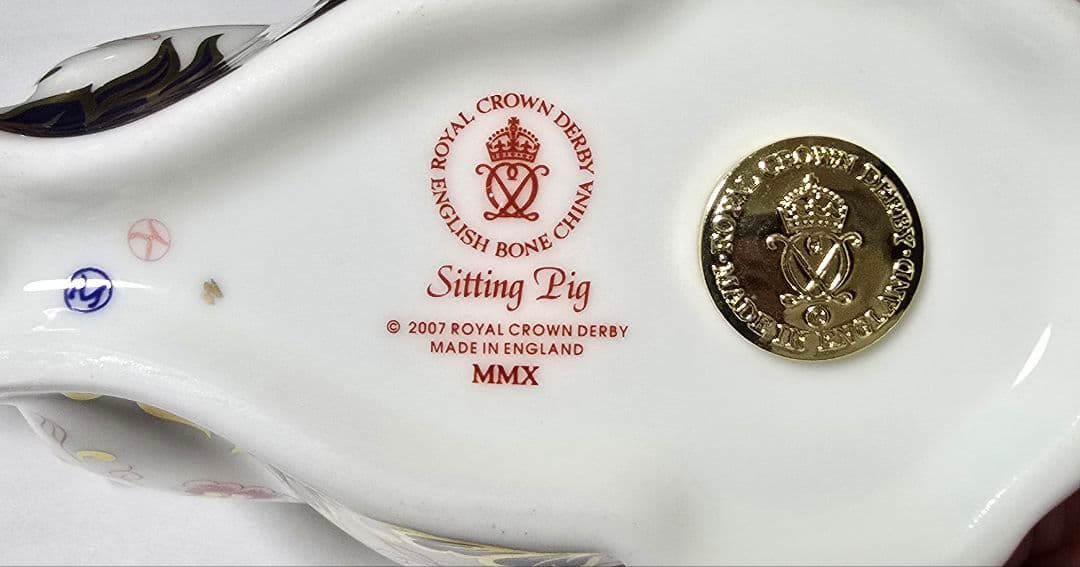 ROYAL CROWN DERBY
ENGLISH BONE CHINA
Sitting Pig
© 2007 ROYAL CROWN DERBY
MADE IN ENGLAND
MMX
ROYAL CROWN DERBY
MADE IN ENGLAND